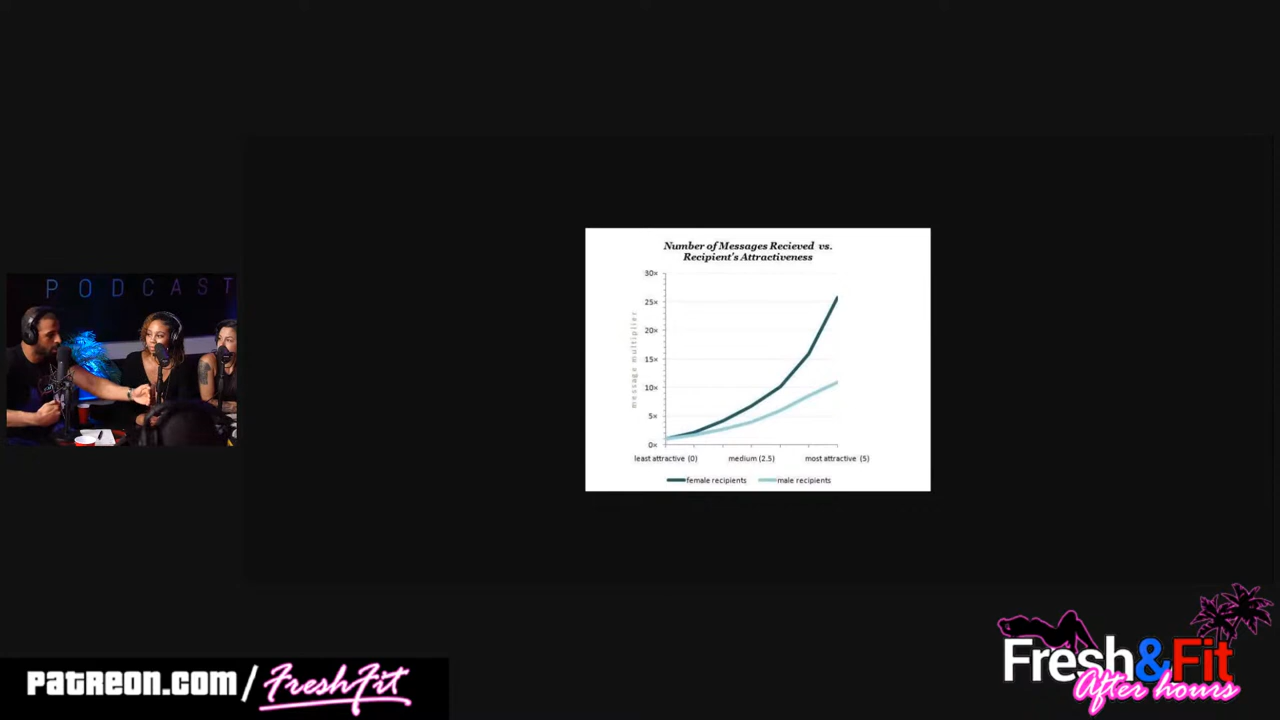 PODCAST
Number of Messages Recieved vs.
Recipient's Attractiveness
message multiplier
30×
25×
20×
15×
10×
5×
0×
least attractive (0)
medium (2.5)
most attractive (5)
female recipients
male recipients
patreon.com/FreshFit
Fresh&Fit
After hours